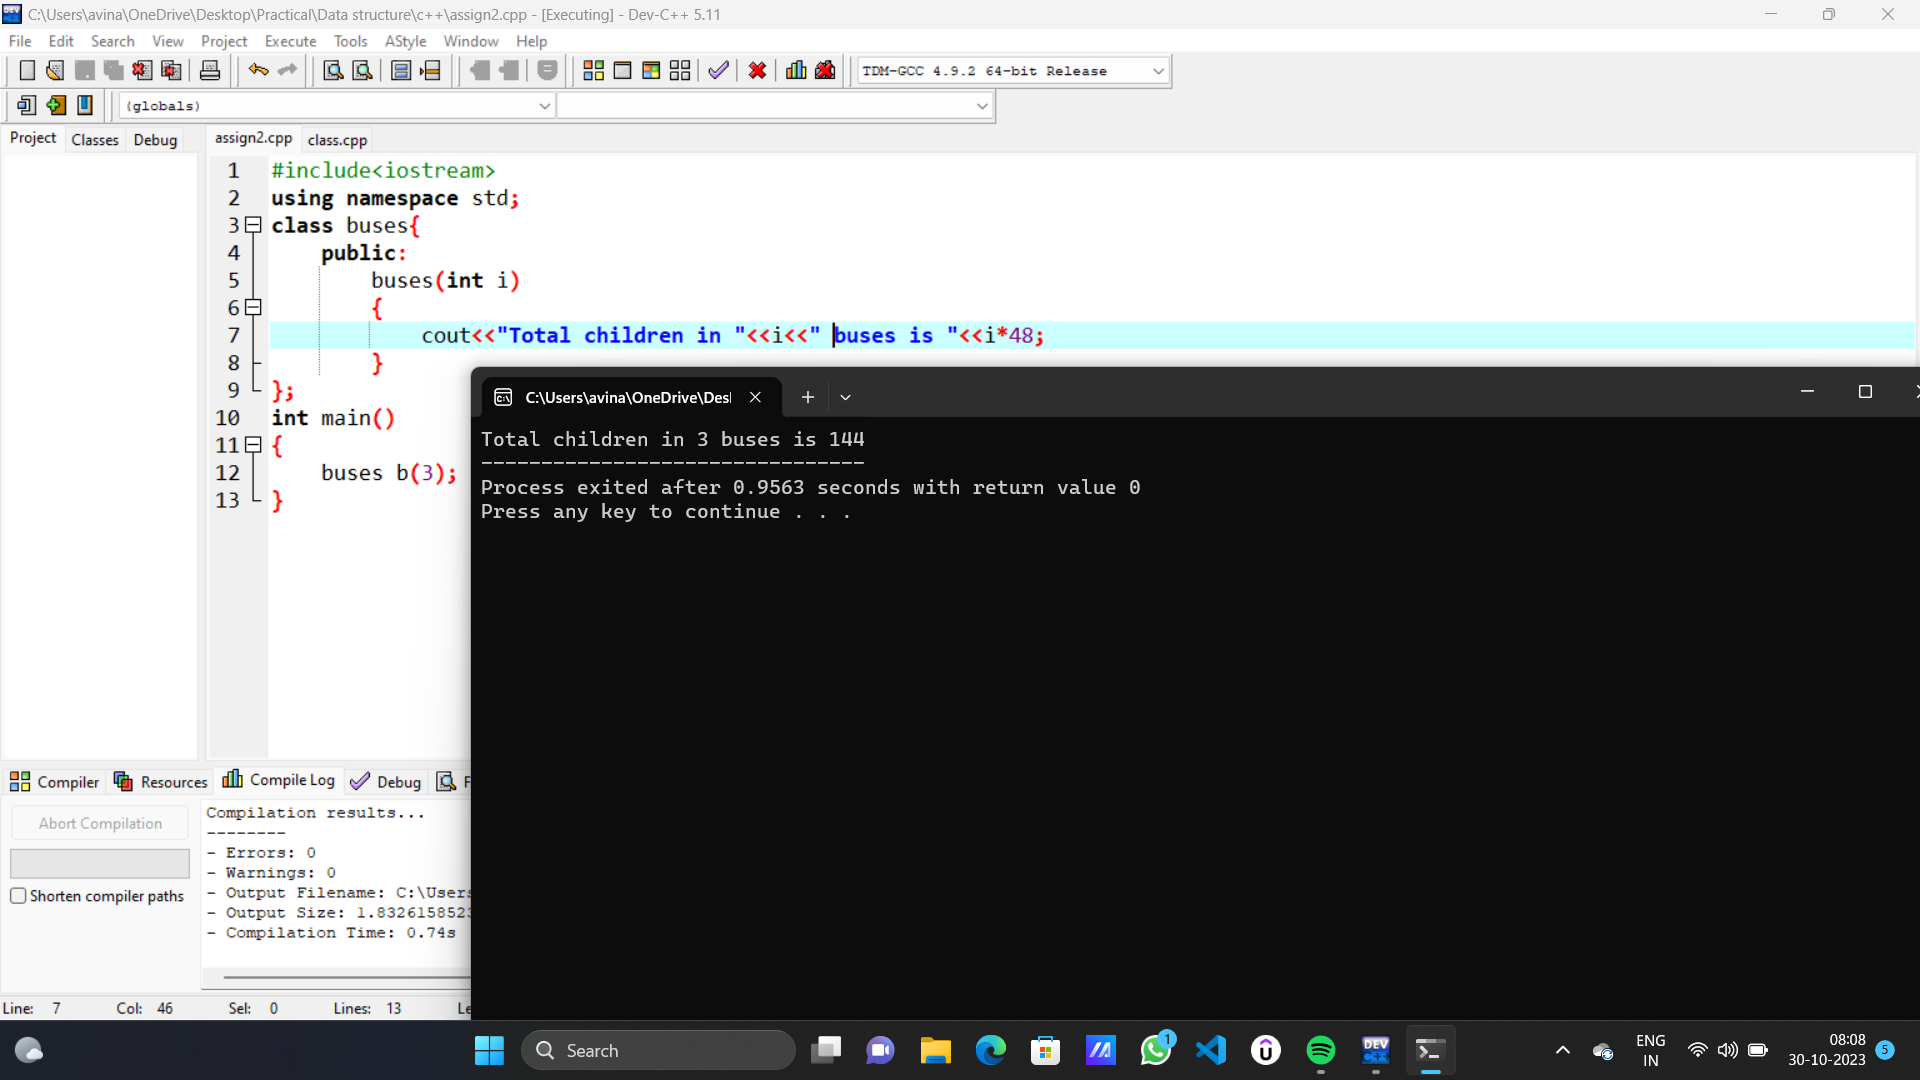 C:\Users\avina\OneDrive\Desktop\Practical\Data structure\c++\assign2.cpp - [Executing] - Dev-C++ 5.11
File Edit Search View Project Execute Tools AStyle Window Help
TDM-GCC 4.9.2 64-bit Release
(globals)
Project Classes Debug
assign2.cpp class.cpp
1 #include<iostream>
2 using namespace std;
3 class buses{
4 public:
5 buses(int i)
6 {
7 cout<<"Total children in "<<i<<" buses is "<<i*48;
8 }
9 };
10 int main()
11 {
12 buses b(3);
13 }
C:\Users\avina\OneDrive\Des
Total children in 3 buses is 144
--------------------------------
Process exited after 0.9563 seconds with return value 0
Press any key to continue . . .
Compiler Resources Compile Log Debug F
Abort Compilation
Shorten compiler paths
Compilation results...
--------
- Errors: 0
- Warnings: 0
- Output Filename: C:\Users
- Output Size: 1.8326158523
- Compilation Time: 0.74s
Line: 7 Col: 46 Sel: 0 Lines: 13 Le
Search
DEV C++
1
ENG
IN
08:08
30-10-2023
5